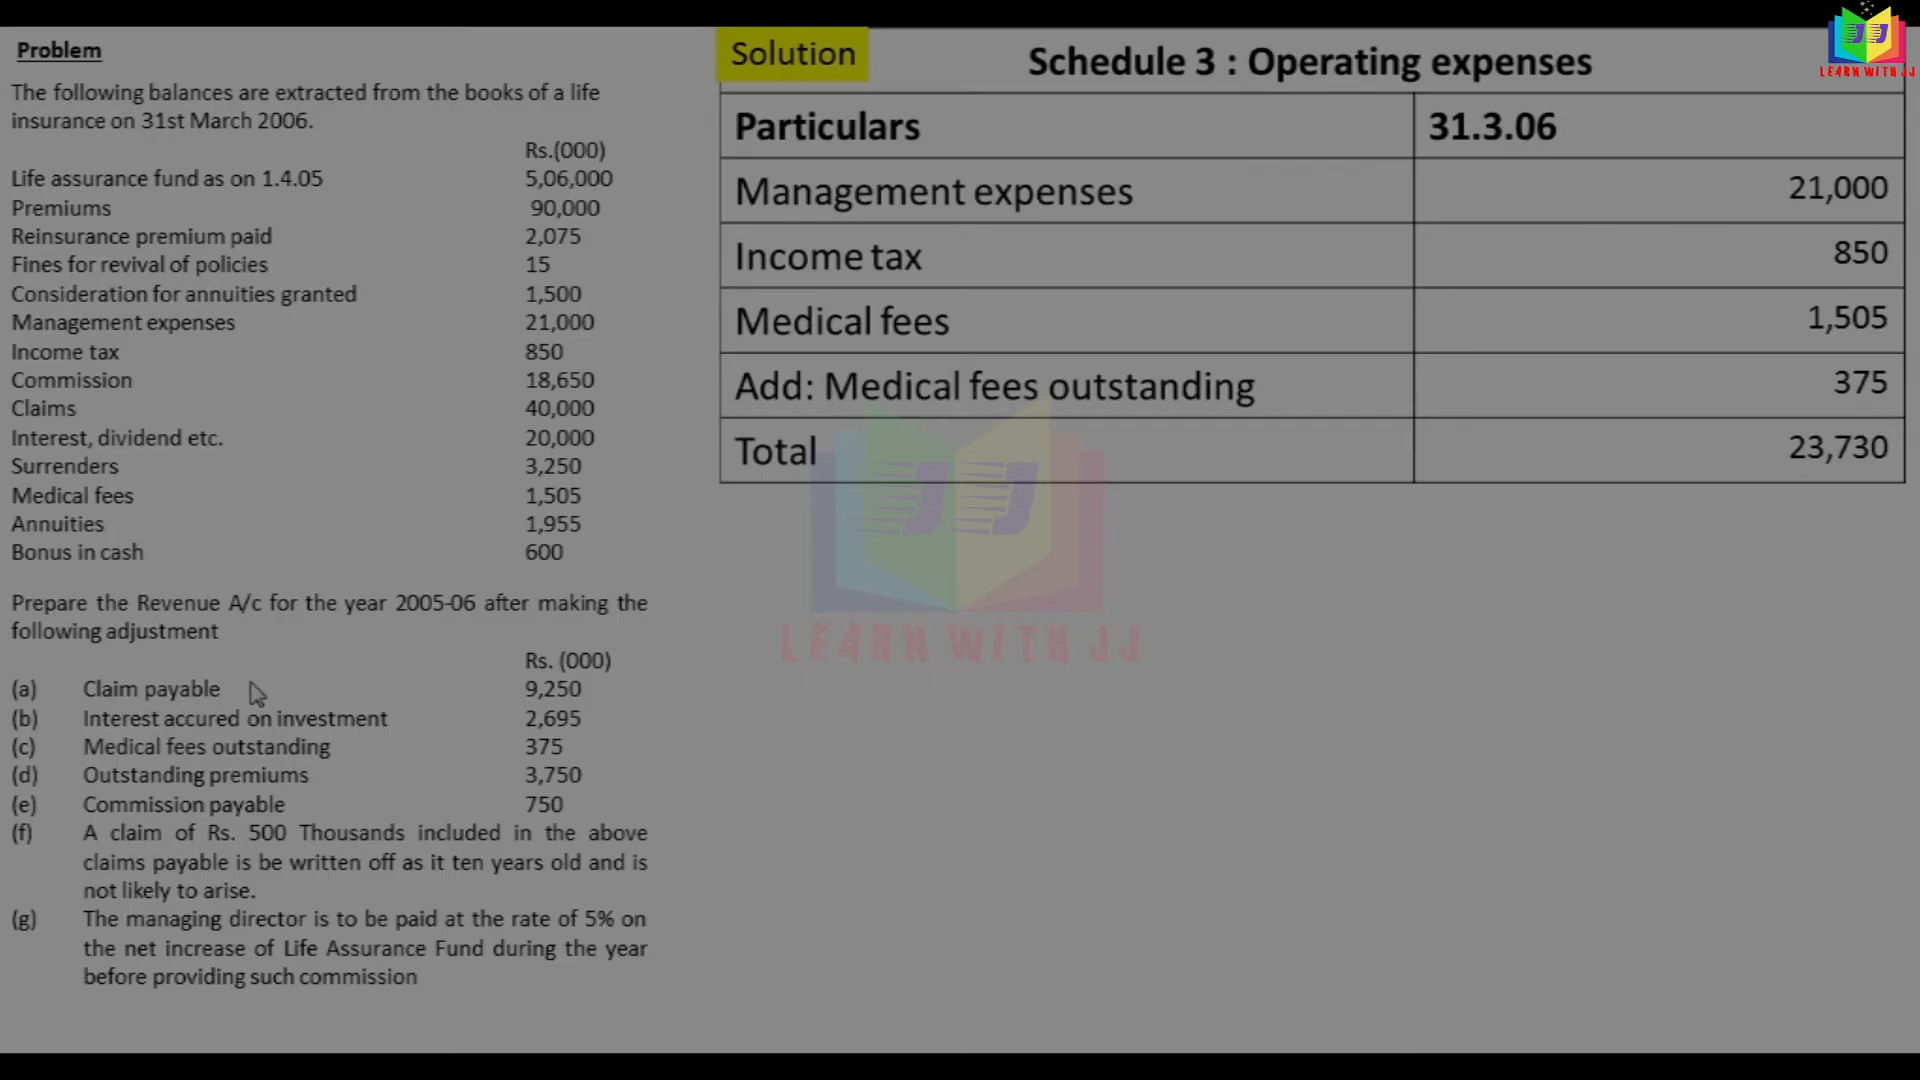 Problem
The following balances are extracted from the books of a life
insurance on 31st March 2006.
Rs.(000)
Life assurance fund as on 1.4.05 5,06,000
Premiums 90,000
Reinsurance premium paid 2,075
Fines for revival of policies 15
Consideration for annuities granted 1,500
Management expenses 21,000
Income tax 850
Commission 18,650
Claims 40,000
Interest, dividend etc. 20,000
Surrenders 3,250
Medical fees 1,505
Annuities 1,955
Bonus in cash 600
Prepare the Revenue A/c for the year 2005-06 after making the
following adjustment
Rs. (000)
(a) Claim payable 9,250
(b) Interest accured on investment 2,695
(c) Medical fees outstanding 375
(d) Outstanding premiums 3,750
(e) Commission payable 750
(f) A claim of Rs. 500 Thousands included in the above
claims payable is be written off as it ten years old and is
not likely to arise.
(g) The managing director is to be paid at the rate of 5% on
the net increase of Life Assurance Fund during the year
before providing such commission
Solution
Schedule 3 : Operating expenses
Particulars 31.3.06
Management expenses 21,000
Income tax 850
Medical fees 1,505
Add: Medical fees outstanding 375
Total 23,730
JJ
LEARN WITH JJ
JJ
LEARN WITH JJ